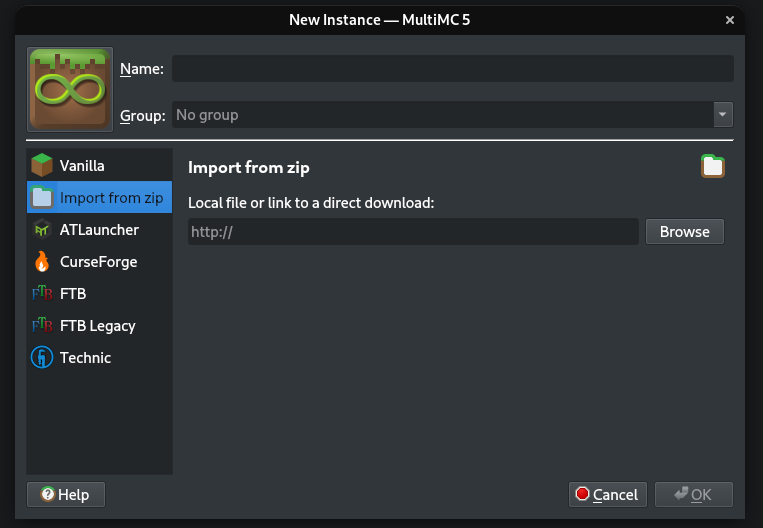 New Instance — MultiMC 5
Name:
Group: No group
Vanilla
Import from zip
ATLauncher
CurseForge
FTB
FTB Legacy
Technic
Import from zip
Local file or link to a direct download:
http://
Browse
Help
Cancel
OK